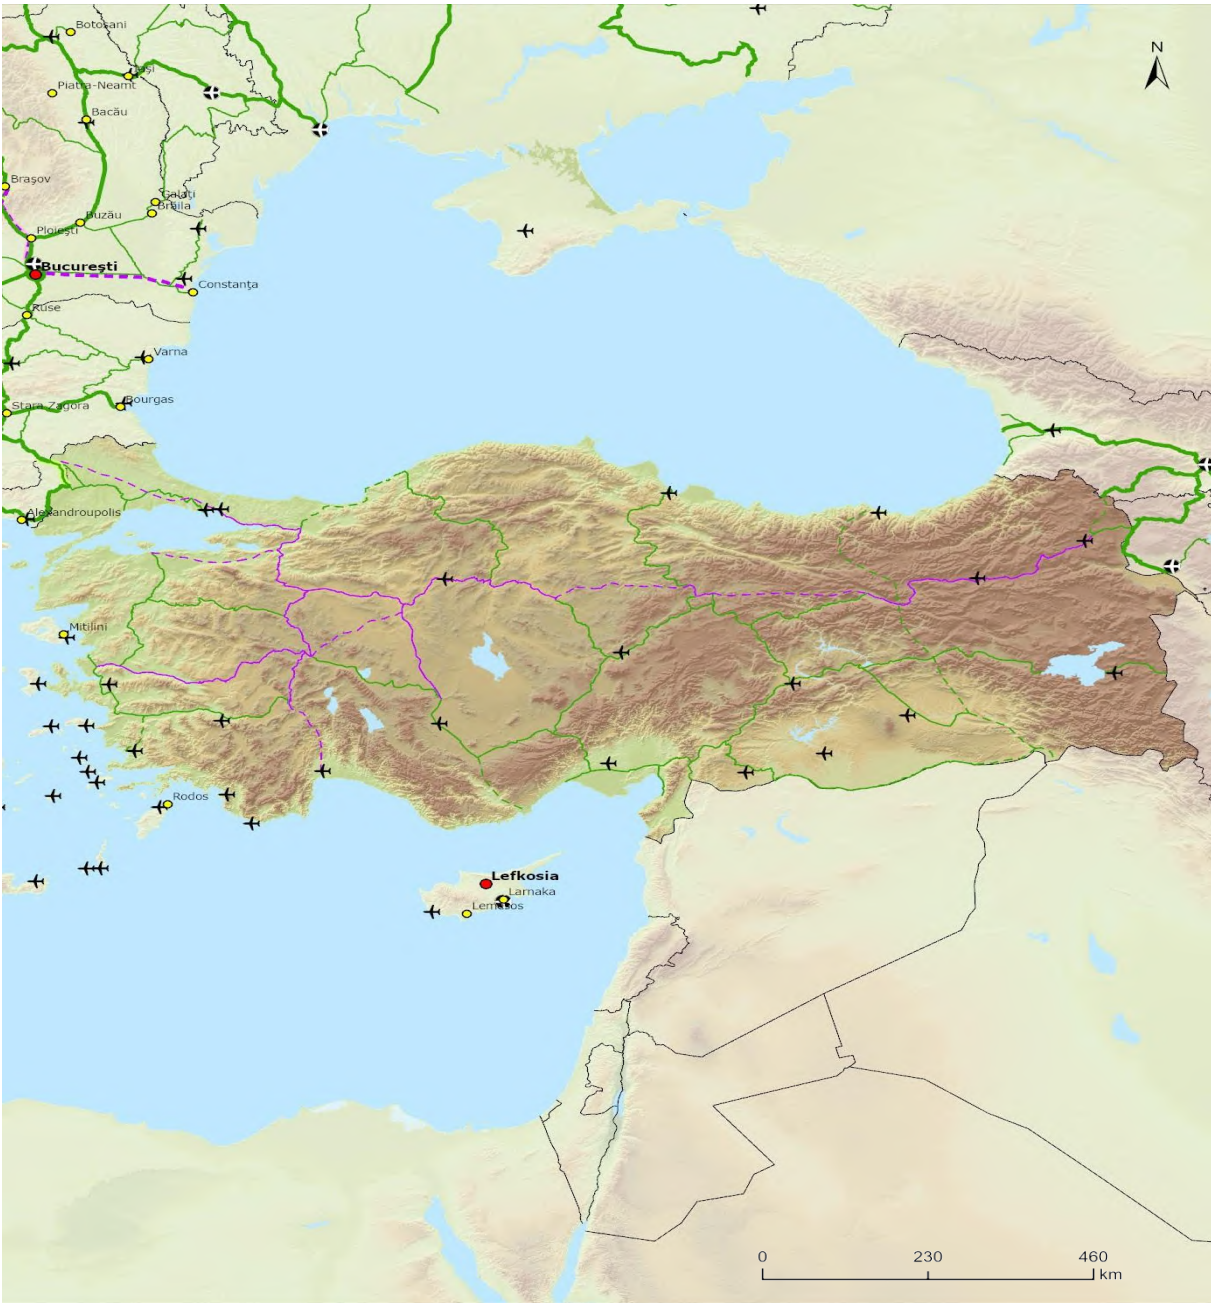 N
Botoşani
Iaşi
Piatra-Neamt
Bacău
Braşov
Galaţi
Brăila
Buzău
Ploieşti
Bucureşti
Constanţa
Ruse
Varna
Stara Zagora
Bourgas
Alexandroupolis
Mitilini
Rodos
Lefkosia
Larnaka
Lemesos
0 230 460
km